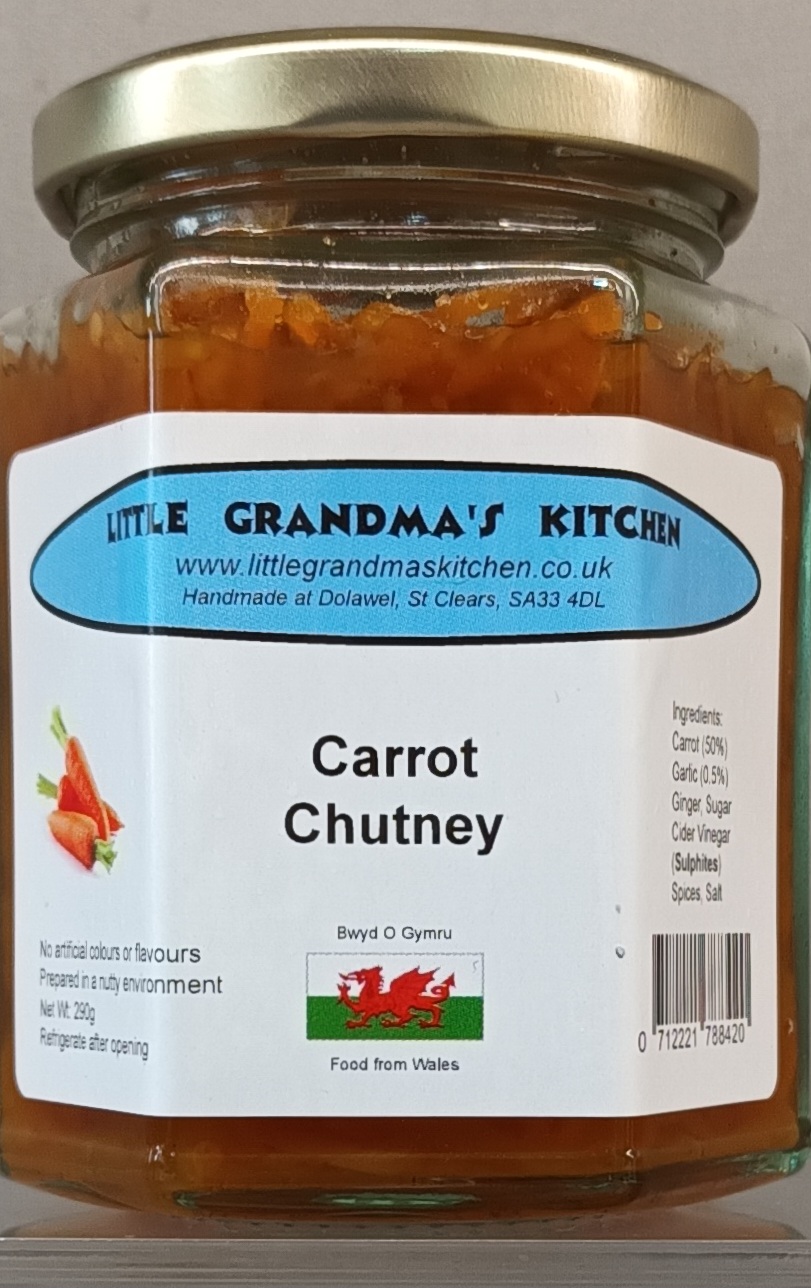 LITTLE GRANDMA'S KITCHEN
www.littlegrandmaskitchen.co.uk
Handmade at Dolawel, St Clears, SA33 4DL
Carrot
Chutney
Ingredients:
Carrot (50%)
Garlic (0.5%)
Ginger, Sugar
Cider Vinegar
(Sulphites)
Spices, Salt
No artificial colours or flavours
Prepared in a nutty environment
Net Wt: 290g
Refrigerate after opening
Bwyd O Gymru
Food from Wales
0 712221 788420